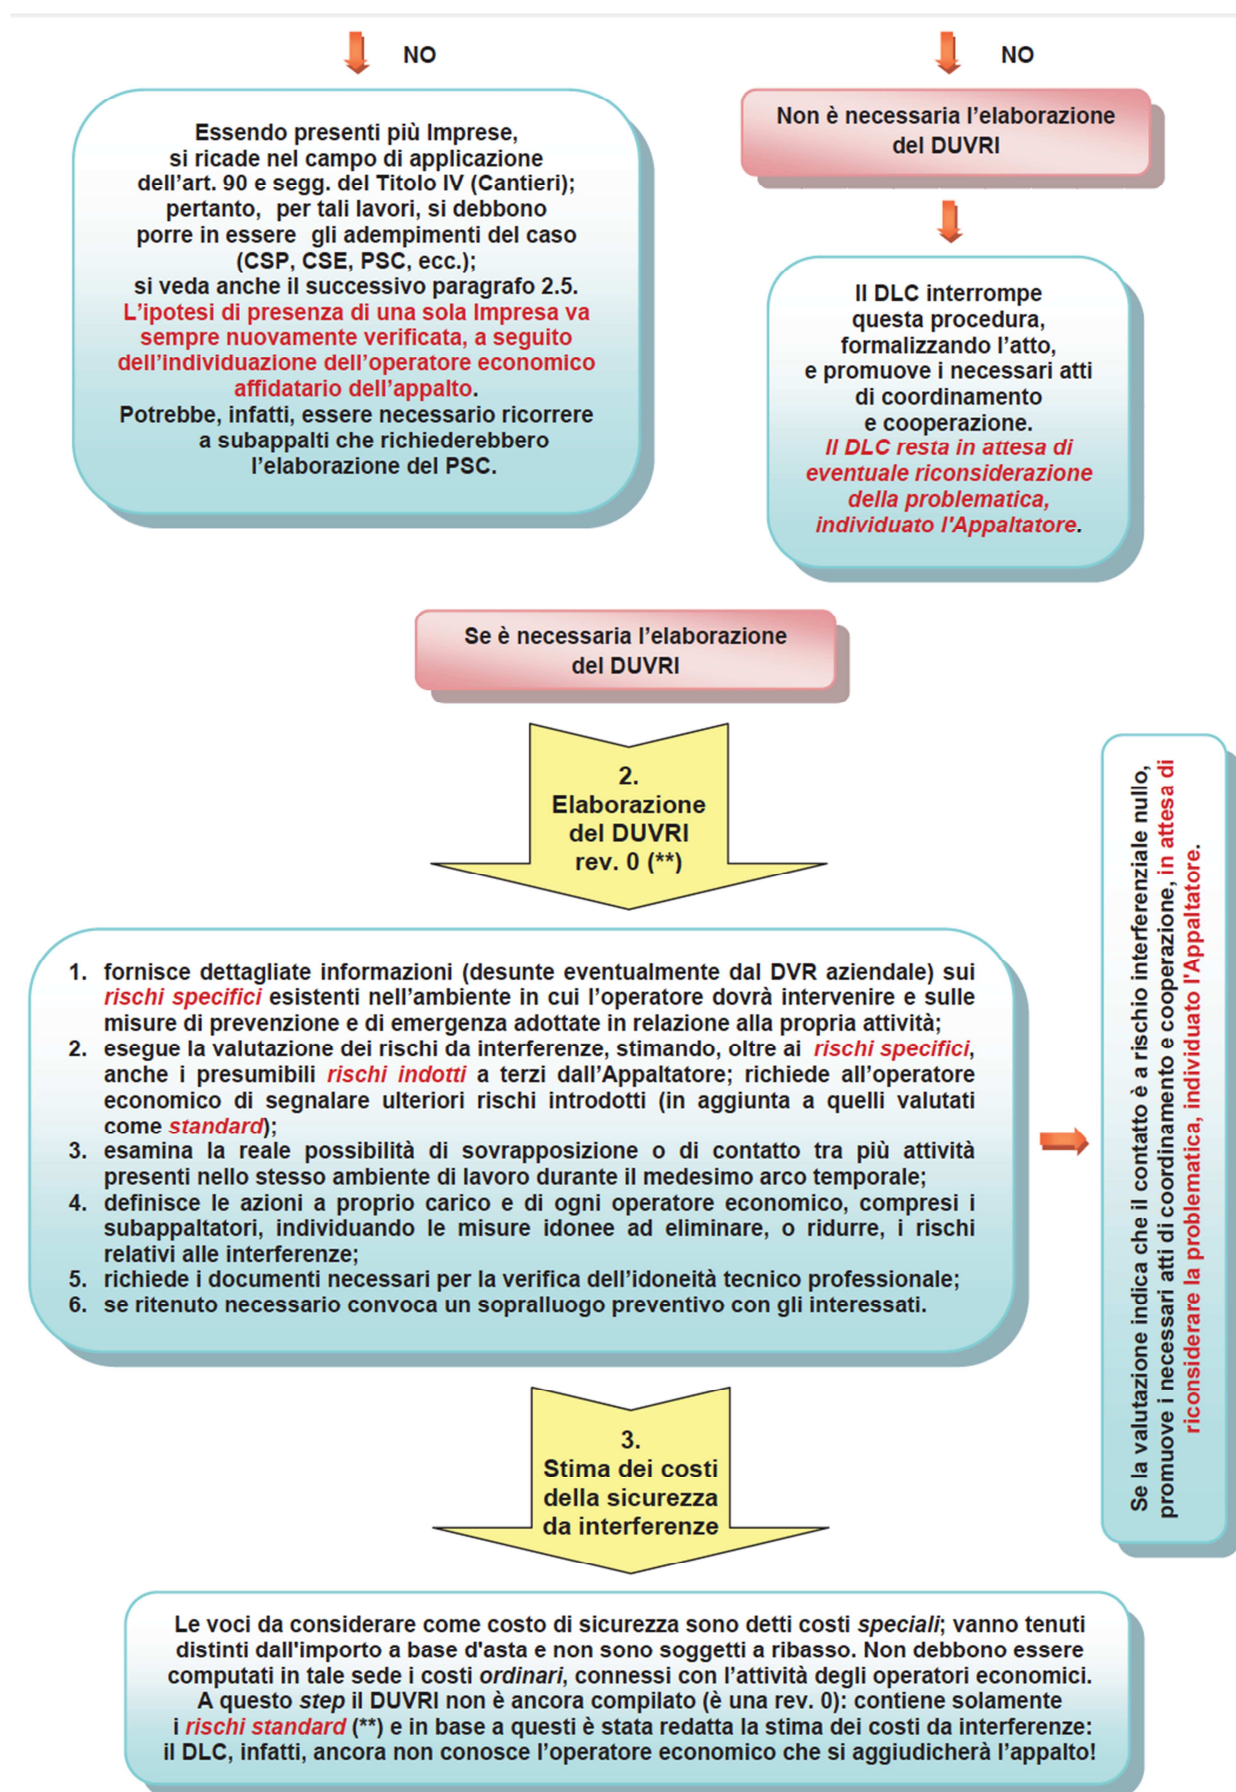 NO
Essendo presenti più Imprese,
si ricade nel campo di applicazione
dell'art. 90 e segg. del Titolo IV (Cantieri);
pertanto, per tali lavori, si debbono
porre in essere gli adempimenti del caso
(CSP, CSE, PSC, ecc.);
si veda anche il successivo paragrafo 2.5.
L'ipotesi di presenza di una sola Impresa va
sempre nuovamente verificata, a seguito
dell'individuazione dell'operatore economico
affidatario dell'appalto.
Potrebbe, infatti, essere necessario ricorrere
a subappalti che richiederebbero
l'elaborazione del PSC.
NO
Non è necessaria l'elaborazione
del DUVRI
Il DLC interrompe
questa procedura,
formalizzando l'atto,
e promuove i necessari atti
di coordinamento
e cooperazione.
Il DLC resta in attesa di
eventuale riconsiderazione
della problematica,
individuato l'Appaltatore.
Se è necessaria l'elaborazione
del DUVRI
2.
Elaborazione
del DUVRI
rev. 0 (**)
1. fornisce dettagliate informazioni (desunte eventualmente dal DVR aziendale) sui
rischi specifici esistenti nell'ambiente in cui l'operatore dovrà intervenire e sulle
misure di prevenzione e di emergenza adottate in relazione alla propria attività;
2. esegue la valutazione dei rischi da interferenze, stimando, oltre ai rischi specifici,
anche i presumibili rischi indotti a terzi dall'Appaltatore; richiede all'operatore
economico di segnalare ulteriori rischi introdotti (in aggiunta a quelli valutati
come standard);
3. esamina la reale possibilità di sovrapposizione o di contatto tra più attività
presenti nello stesso ambiente di lavoro durante il medesimo arco temporale;
4. definisce le azioni a proprio carico e di ogni operatore economico, compresi i
subappaltatori, individuando le misure idonee ad eliminare, o ridurre, i rischi
relativi alle interferenze;
5. richiede i documenti necessari per la verifica dell'idoneità tecnico professionale;
6. se ritenuto necessario convoca un sopralluogo preventivo con gli interessati.
Se la valutazione indica che il contatto è a rischio interferenziale nullo,
promuove i necessari atti di coordinamento e cooperazione, in attesa di
riconsiderare la problematica, individuato l'Appaltatore.
3.
Stima dei costi
della sicurezza
da interferenze
Le voci da considerare come costo di sicurezza sono detti costi speciali; vanno tenuti
distinti dall'importo a base d'asta e non sono soggetti a ribasso. Non debbono essere
computati in tale sede i costi ordinari, connessi con l'attività degli operatori economici.
A questo step il DUVRI non è ancora compilato (è una rev. 0): contiene solamente
i rischi standard (**) e in base a questi è stata redatta la stima dei costi da interferenze:
il DLC, infatti, ancora non conosce l'operatore economico che si aggiudicherà l'appalto!